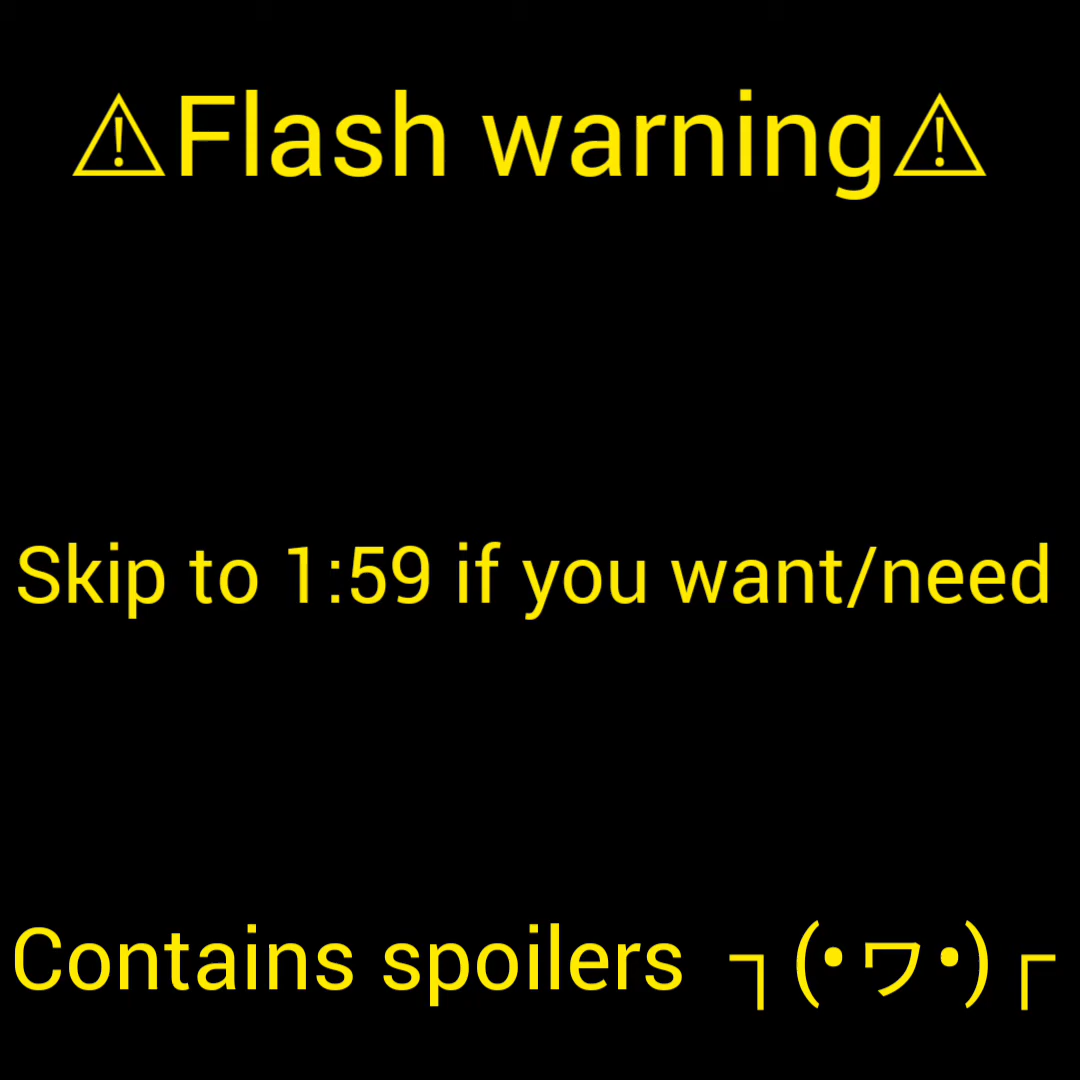 ⚠Flash warning⚠
Skip to 1:59 if you want/need
Contains spoilers ┐(•ヮ•)┌